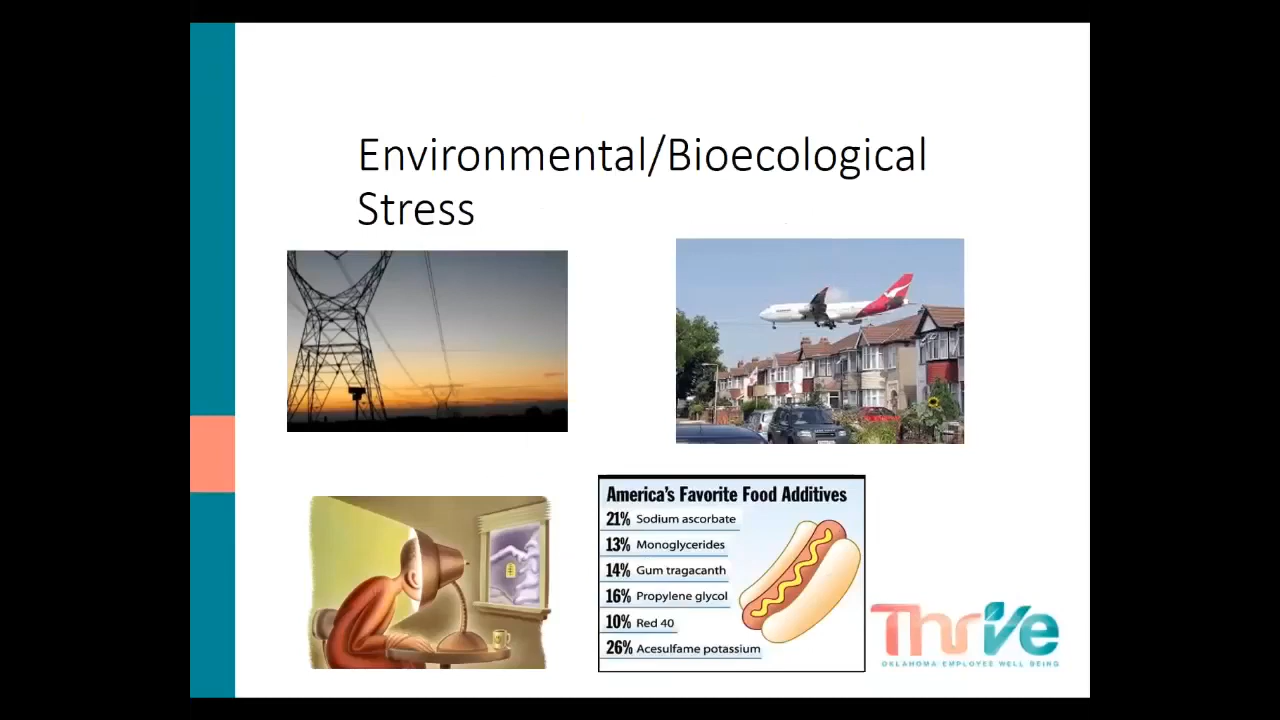 Environmental/Bioecological
Stress
America's Favorite Food Additives
21% Sodium ascorbate
13% Monoglycerides
14% Gum tragacanth
16% Propylene glycol
10% Red 40
26% Acesulfame potassium
Thrive
OKLAHOMA EMPLOYEE WELL BEING